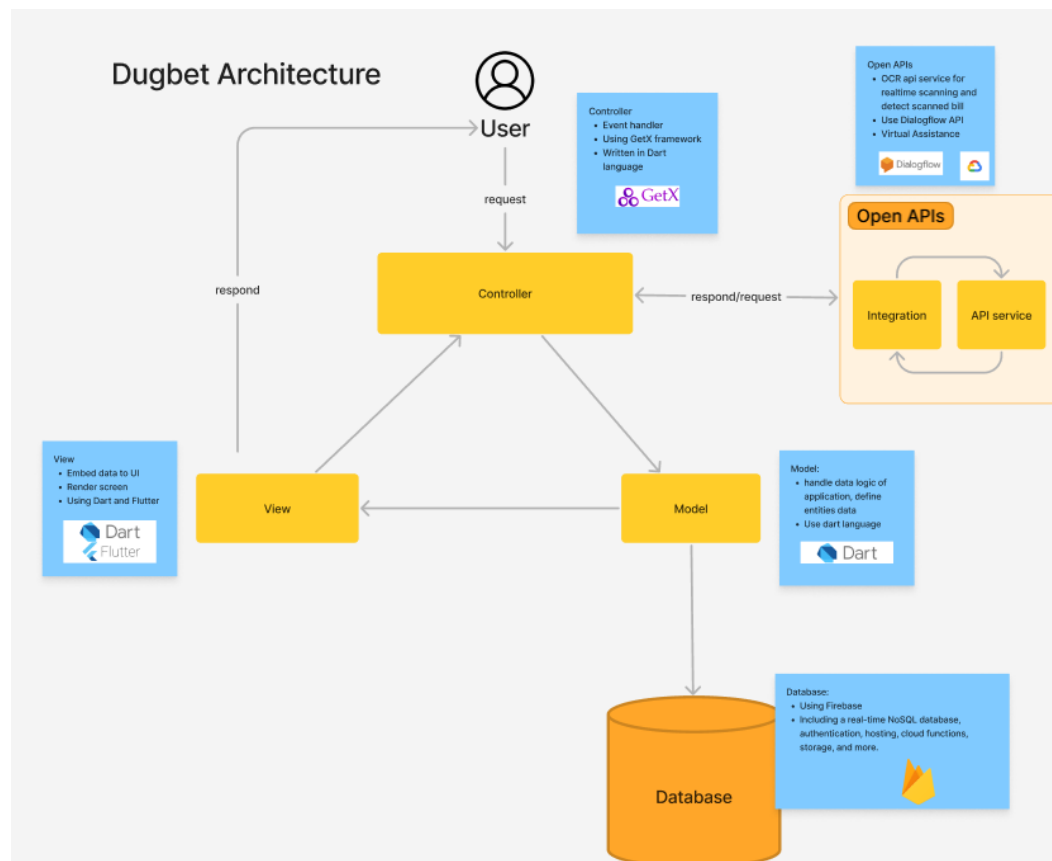 Dugbet Architecture
User
request
respond
Controller
• Event handler
• Using GetX framework
• Written in Dart
language
GetX
Open APIs
• OCR api service for
realtime scanning and
detect scanned bill
• Use Dialogflow API
• Virtual Assistance
Dialogflow
Open APIs
Integration
API service
Controller
respond/request
View
• Embed data to UI
• Render screen
• Using Dart and Flutter
Dart
Flutter
View
Model
Model:
• handle data logic of
application, define
entities data
• Use dart language
Dart
Database:
• Using Firebase
• Including a real-time NoSQL database,
authentication, hosting, cloud functions,
storage, and more.
Database